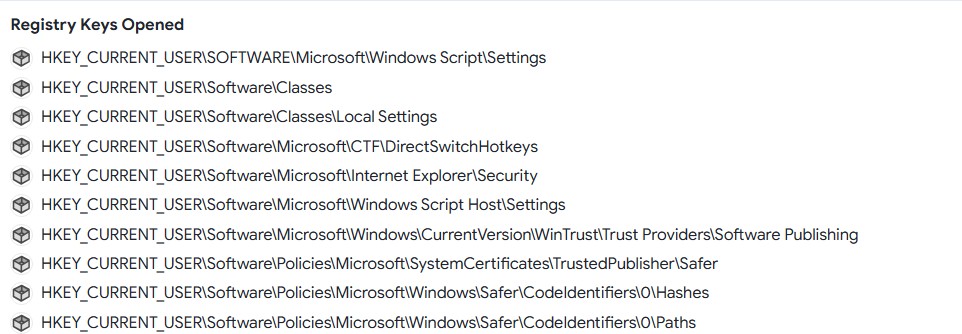 Registry Keys Opened
HKEY_CURRENT_USER\SOFTWARE\Microsoft\Windows Script\Settings
HKEY_CURRENT_USER\Software\Classes
HKEY_CURRENT_USER\Software\Classes\Local Settings
HKEY_CURRENT_USER\Software\Microsoft\CTF\DirectSwitchHotkeys
HKEY_CURRENT_USER\Software\Microsoft\Internet Explorer\Security
HKEY_CURRENT_USER\Software\Microsoft\Windows Script Host\Settings
HKEY_CURRENT_USER\Software\Microsoft\Windows\CurrentVersion\WinTrust\Trust Providers\Software Publishing
HKEY_CURRENT_USER\Software\Policies\Microsoft\SystemCertificates\TrustedPublisher\Safer
HKEY_CURRENT_USER\Software\Policies\Microsoft\Windows\Safer\CodeIdentifiers\0\Hashes
HKEY_CURRENT_USER\Software\Policies\Microsoft\Windows\Safer\CodeIdentifiers\0\Paths